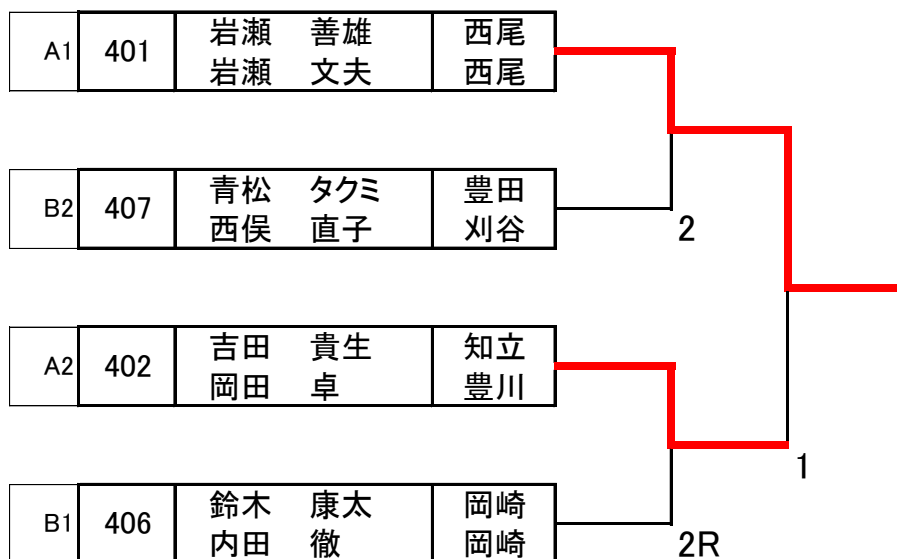 岩瀬 善雄 西尾
A1 401
岩瀬 文夫 西尾
青松 タクミ 豊田
B2 407
西俣 直子 刈谷
2
吉田 貴生 知立
A2 402
岡田 卓 豊川
1
鈴木 康太 岡崎
B1 406
内田 徹 岡崎
2R